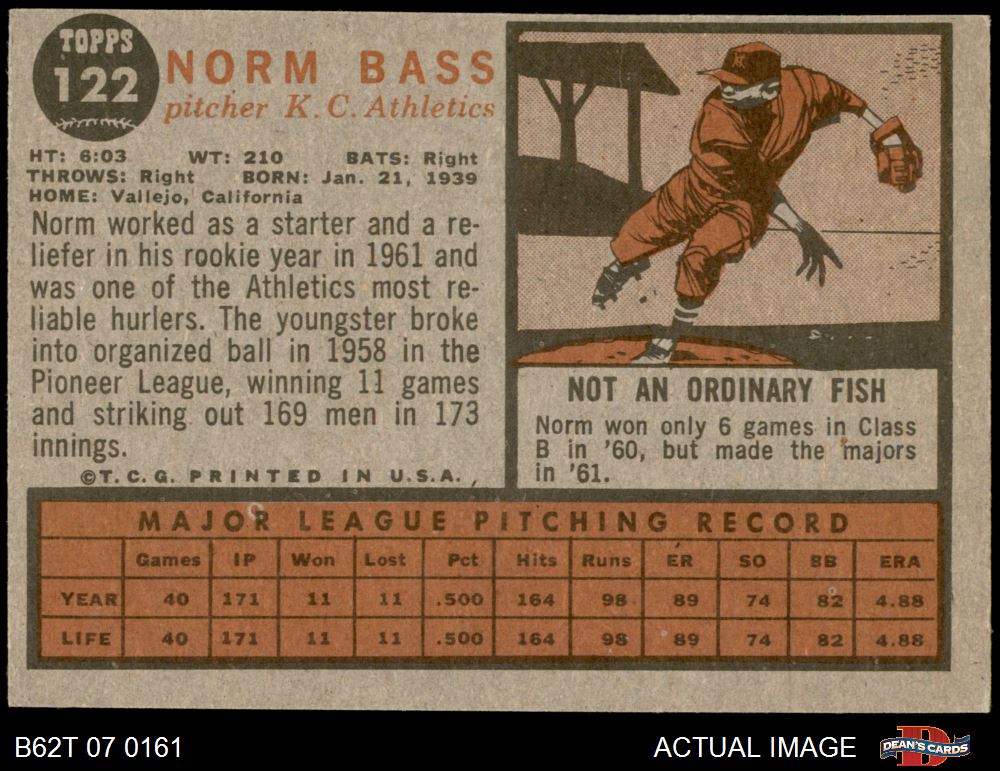 TOPPS
122
NORM BASS
pitcher K. C. Athletics
HT: 6:03 WT: 210 BATS: Right
THROWS: Right BORN: Jan. 21, 1939
HOME: Vallejo, California
Norm worked as a starter and a re-
liefer in his rookie year in 1961 and
was one of the Athletics most re-
liable hurlers. The youngster broke
into organized ball in 1958 in the
Pioneer League, winning 11 games
and striking out 169 men in 173
innings.
©T. C. G. PRINTED IN U. S. A.
KC
NOT AN ORDINARY FISH
Norm won only 6 games in Class
B in '60, but made the majors
in '61.
MAJOR LEAGUE PITCHING RECORD
Games IP Won Lost Pct Hits Runs ER SO BB ERA
YEAR 40 171 11 11 .500 164 98 89 74 82 4.88
LIFE 40 171 11 11 .500 164 98 89 74 82 4.88
B62T 07 0161
ACTUAL IMAGE
DEAN'S CARDS